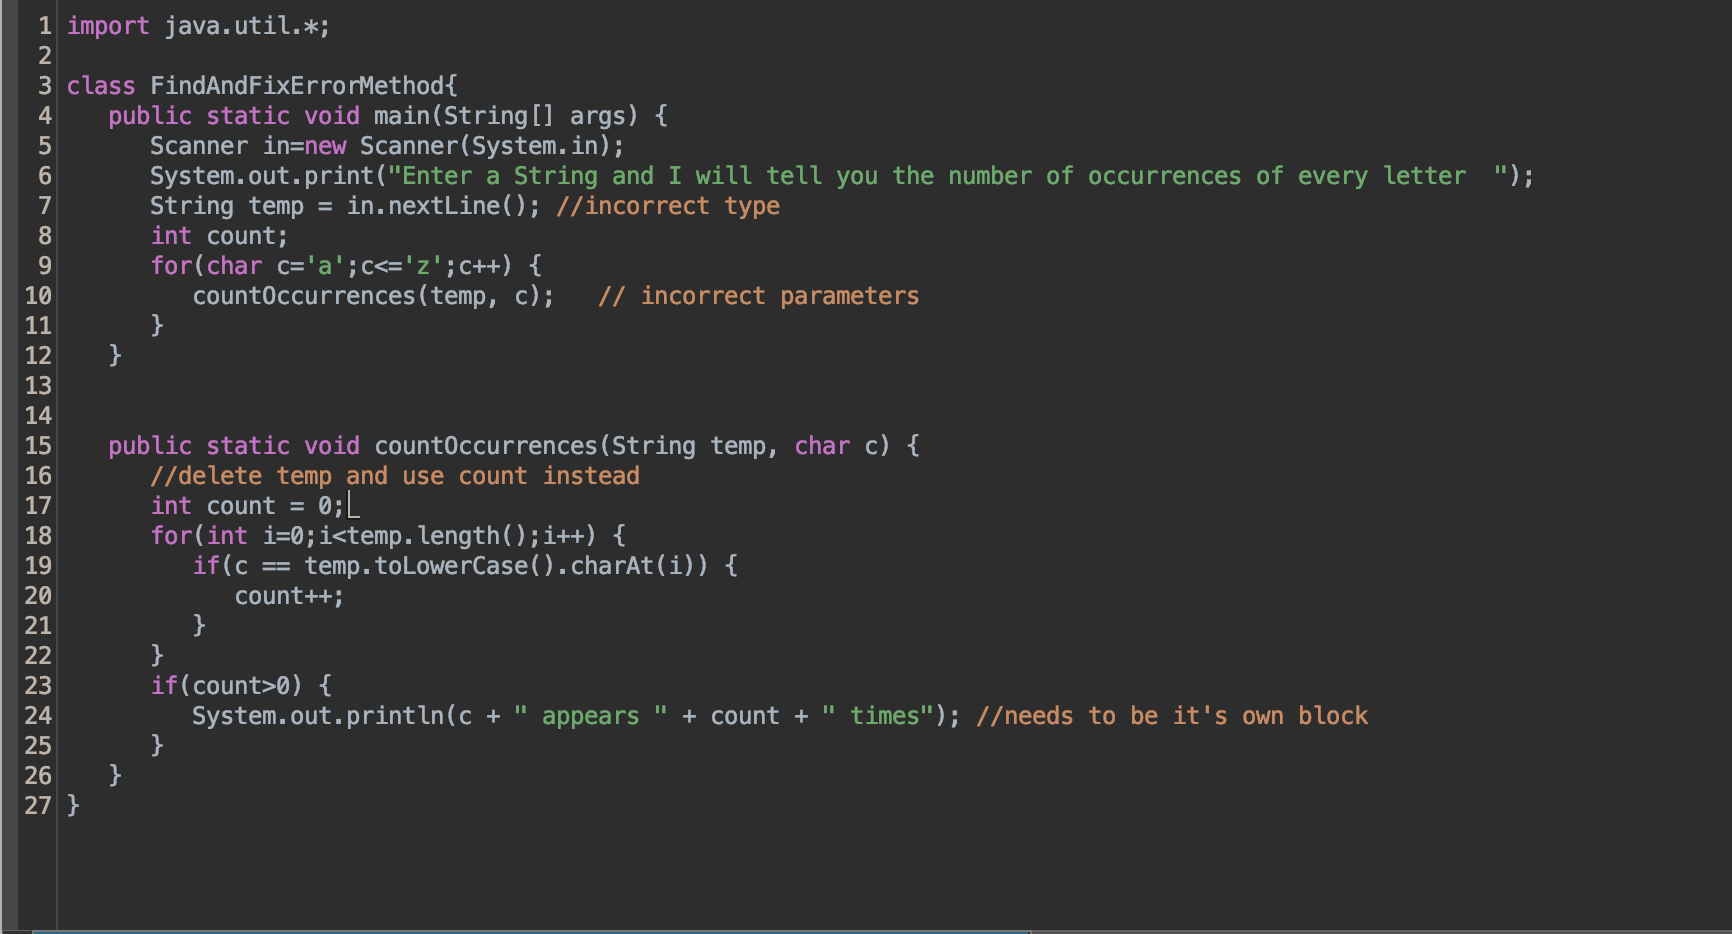 1 import java.util.*;
2
3 class FindAndFixErrorMethod{
4 public static void main(String[] args) {
5 Scanner in=new Scanner(System.in);
6 System.out.print("Enter a String and I will tell you the number of occurrences of every letter  ");
7 String temp = in.nextLine(); //incorrect type
8 int count;
9 for(char c='a';c<='z';c++) {
10 countOccurrences(temp, c);   // incorrect parameters
11 }
12 }
13
14
15 public static void countOccurrences(String temp, char c) {
16 //delete temp and use count instead
17 int count = 0;
18 for(int i=0;i<temp.length();i++) {
19 if(c == temp.toLowerCase().charAt(i)) {
20 count++;
21 }
22 }
23 if(count>0) {
24 System.out.println(c + " appears " + count + " times"); //needs to be it's own block
25 }
26 }
27 }